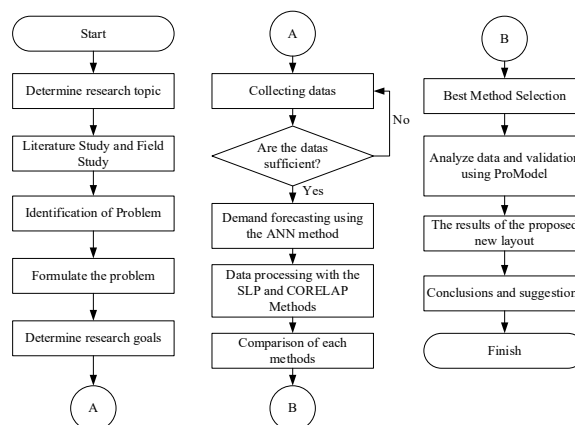 Start
Determine research topic
Literature Study and Field
Study
Identification of Problem
Formulate the problem
Determine research goals
A
A
Collecting datas
No
Are the datas
sufficient?
Yes
Demand forecasting using
the ANN method
Data processing with the
SLP and CORELAP
Methods
Comparison of each
methods
B
B
Best Method Selection
Analyze data and validation
using ProModel
The results of the proposed
new layout
Conclusions and suggestions
Finish